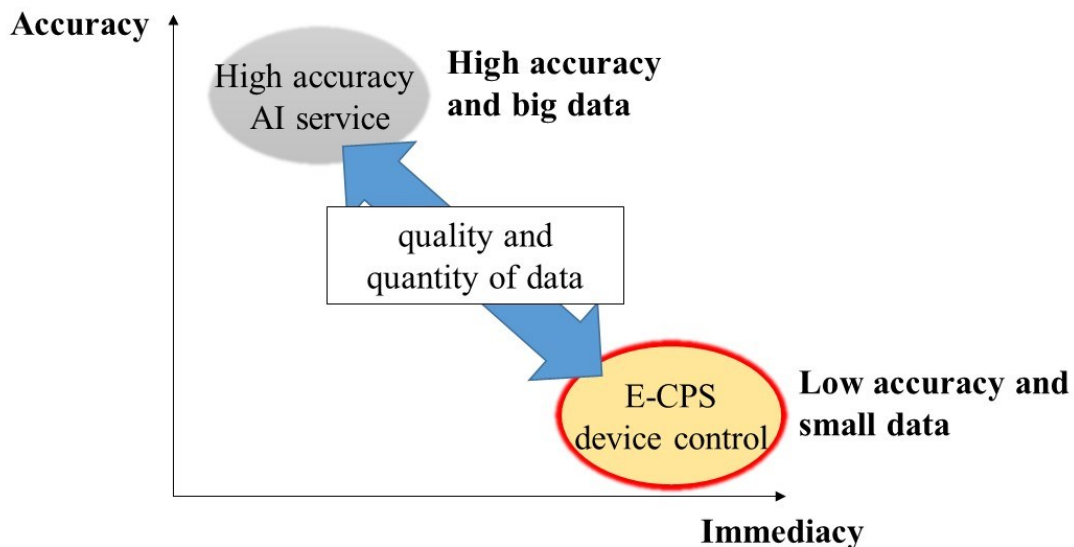 Accuracy
High accuracy
AI service
High accuracy
and big data
quality and
quantity of data
E-CPS
device control
Low accuracy and
small data
Immediacy